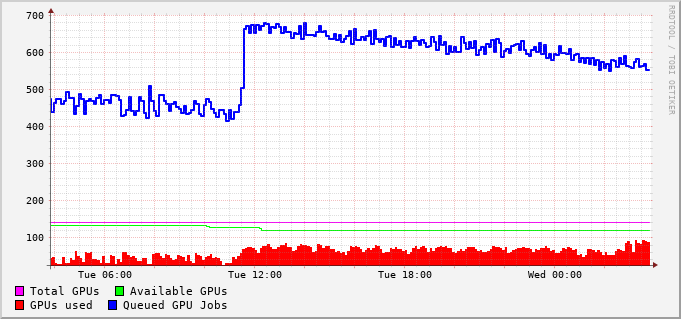 700
600
500
400
300
200
100
Tue 06:00 Tue 12:00 Tue 18:00 Wed 00:00
Total GPUs Available GPUs
GPUs used Queued GPU Jobs
RRDTOOL / TOBI OETIKER